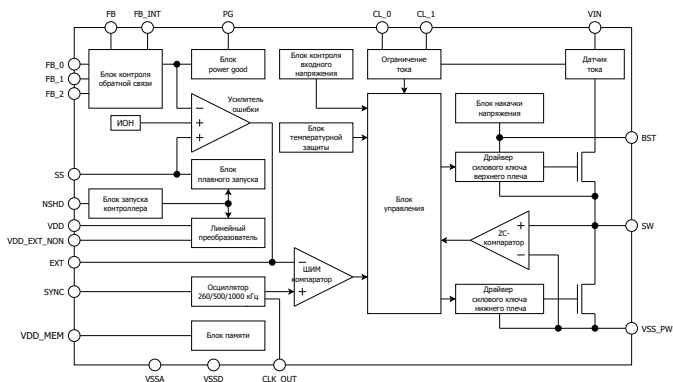 FB
FB_INT
PG
CL_0
CL_1
VIN
FB_0
FB_1
FB_2
Блок контроля
обратной связи
Блок
power good
Блок контроля
входного
напряжения
Ограничение
тока
Датчик
тока
Усилитель
ошибки
ИОН
Блок
температурной
защиты
Блок накачки
напряжения
BST
SS
Блок
плавного запуска
Драйвер
силового ключа
верхнего плеча
NSHD
Блок запуска
контроллера
Блок
управления
VDD
VDD_EXT_NON
Линейный
преобразователь
ZC-
компаратор
SW
EXT
ШИМ
компаратор
SYNC
Осциллятор
260/500/1000 кГц
Драйвер
силового ключа
нижнего плеча
VDD_MEM
Блок памяти
VSS_PW
VSSA
VSSD
CLK_OUT